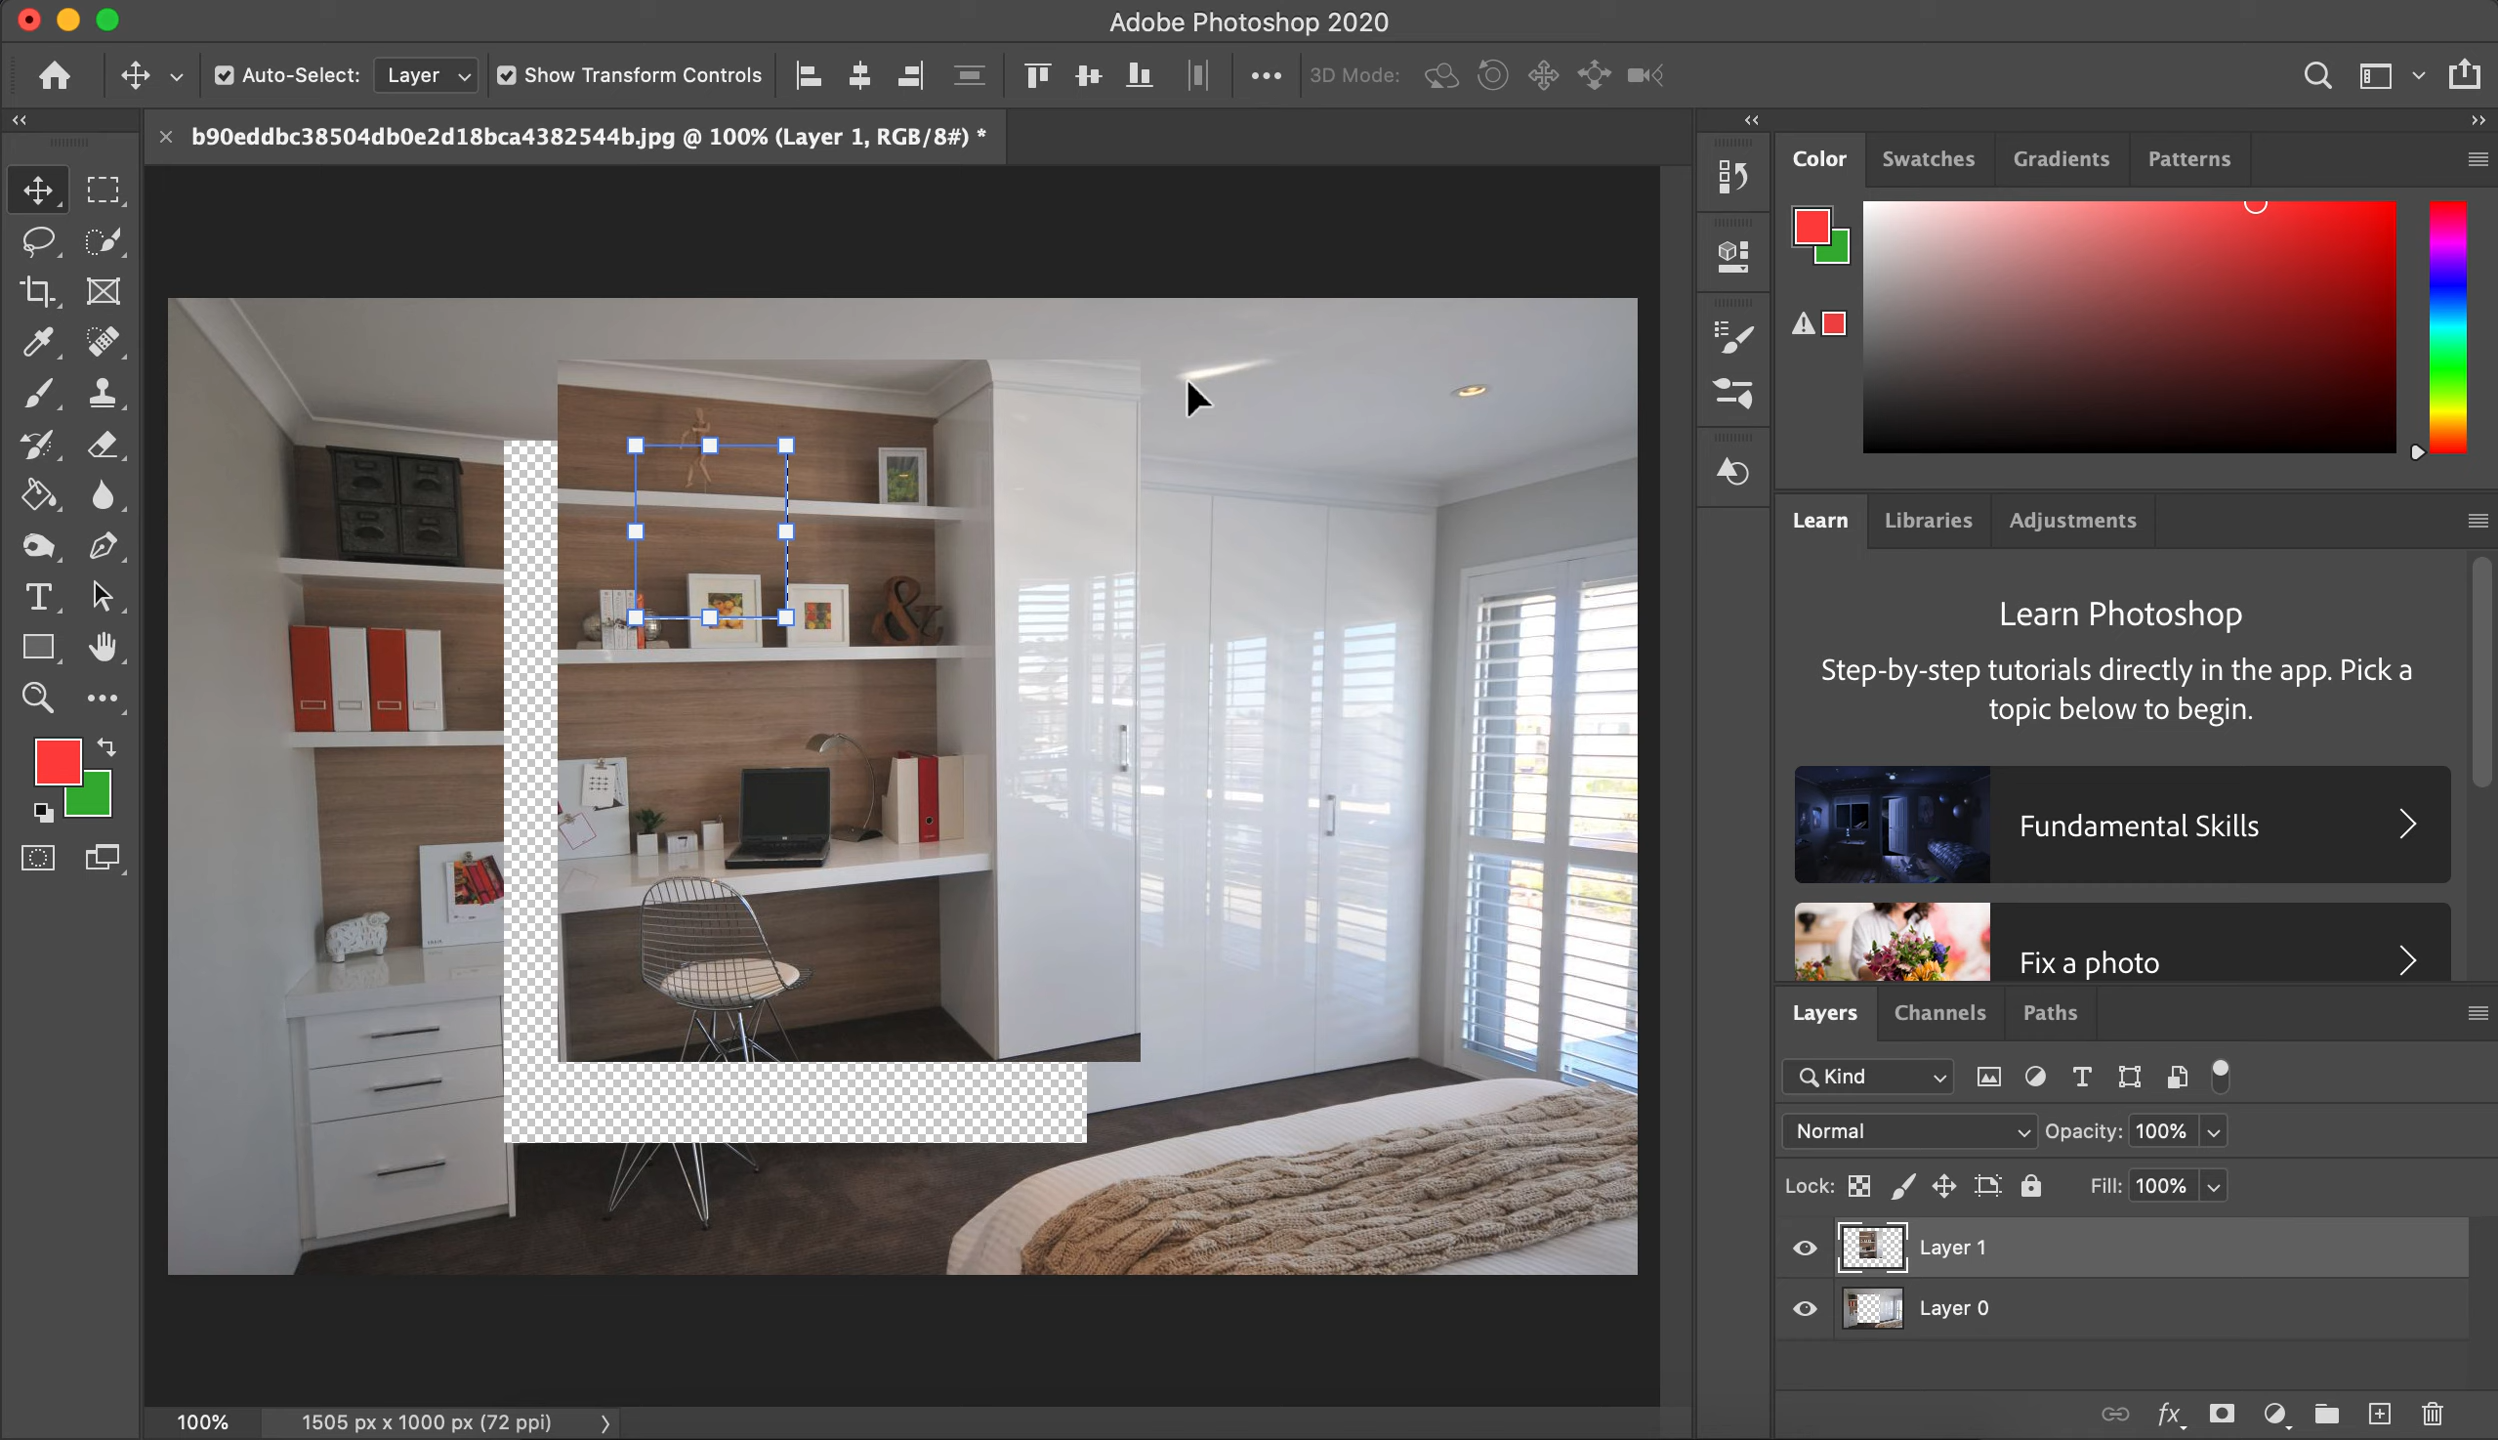 Adobe Photoshop 2020
Auto-Select: Layer Show Transform Controls 3D Mode:
b90eddbc38504db0e2d18bca4382544b.jpg @ 100% (Layer 1, RGB/8#) *
Color Swatches Gradients Patterns
Learn Libraries Adjustments
Learn Photoshop
Step-by-step tutorials directly in the app. Pick a
topic below to begin.
Fundamental Skills
Fix a photo
Layers Channels Paths
Kind
Normal Opacity: 100%
Lock: Fill: 100%
Layer 1
Layer 0
100% 1505 px x 1000 px (72 ppi)